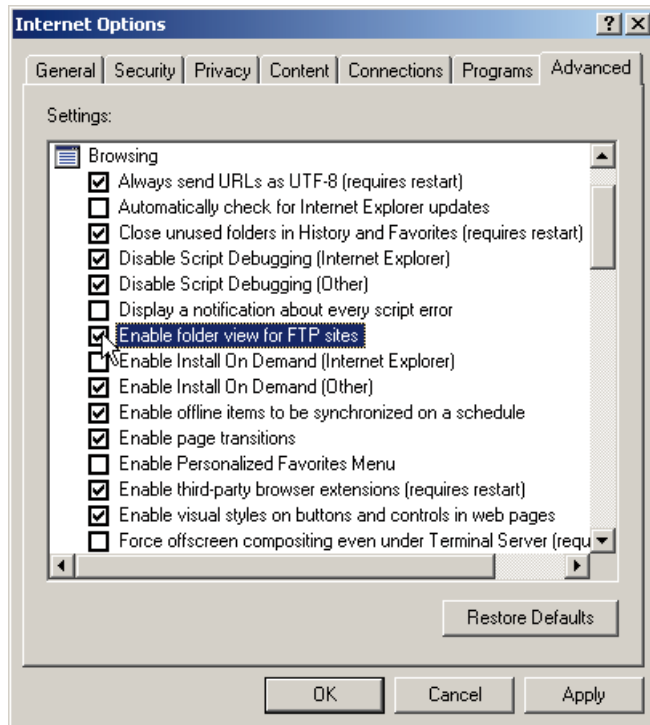 Internet Options
General Security Privacy Content Connections Programs Advanced
Settings:
Browsing
Always send URLs as UTF-8 (requires restart)
Automatically check for Internet Explorer updates
Close unused folders in History and Favorites (requires restart)
Disable Script Debugging (Internet Explorer)
Disable Script Debugging (Other)
Display a notification about every script error
Enable folder view for FTP sites
Enable Install On Demand (Internet Explorer)
Enable Install On Demand (Other)
Enable offline items to be synchronized on a schedule
Enable page transitions
Enable Personalized Favorites Menu
Enable third-party browser extensions (requires restart)
Enable visual styles on buttons and controls in web pages
Force offscreen compositing even under Terminal Server (requ
Restore Defaults
OK Cancel Apply